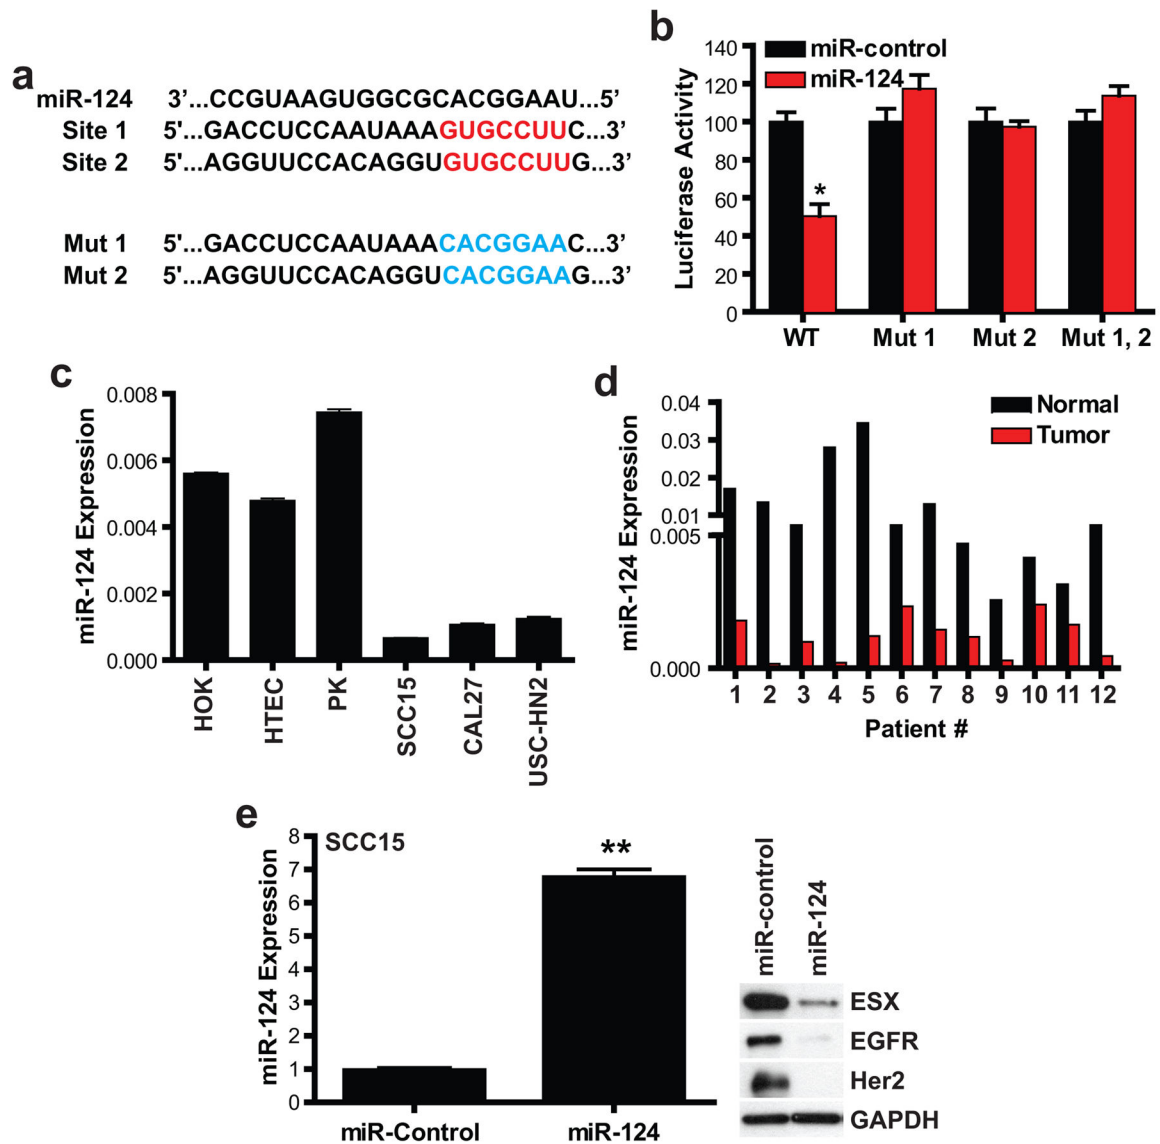 a
miR-124 3’...CCGUAAGUGGCGCACGGAAU...5’
Site 1 5'...GACCUCCAAUAAAGUGCCUUC...3’
Site 2 5'...AGGUUCCACAGGUGUGCCUUG...3’
Mut 1 5'...GACCUCCAAUAAACACGGAAC...3’
Mut 2 5'...AGGUUCCACAGGUCACGGAAG...3’
b
Luciferase Activity
140
120
100
80
60
40
20
0
miR-control
miR-124
*
WT Mut 1 Mut 2 Mut 1, 2
c
miR-124 Expression
0.008
0.006
0.004
0.002
0.000
HOK HTEC PK SCC15 CAL27 USC-HN2
d
miR-124 Expression
0.04
0.03
0.02
0.01
0.005
0.000
Normal
Tumor
1 2 3 4 5 6 7 8 9 10 11 12
Patient #
e
miR-124 Expression
8
7
6
5
4
3
2
1
0
SCC15
**
miR-Control miR-124
miR-control miR-124
ESX
EGFR
Her2
GAPDH